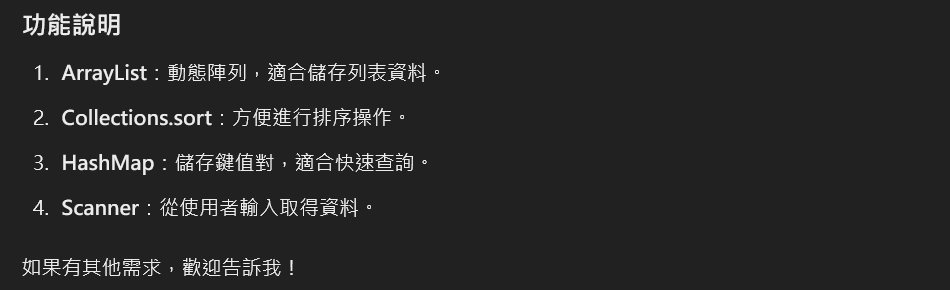 功能說明
1. ArrayList：動態陣列，適合儲存列表資料。
2. Collections.sort：方便進行排序操作。
3. HashMap：儲存鍵值對，適合快速查詢。
4. Scanner：從使用者輸入取得資料。
如果有其他需求，歡迎告訴我！